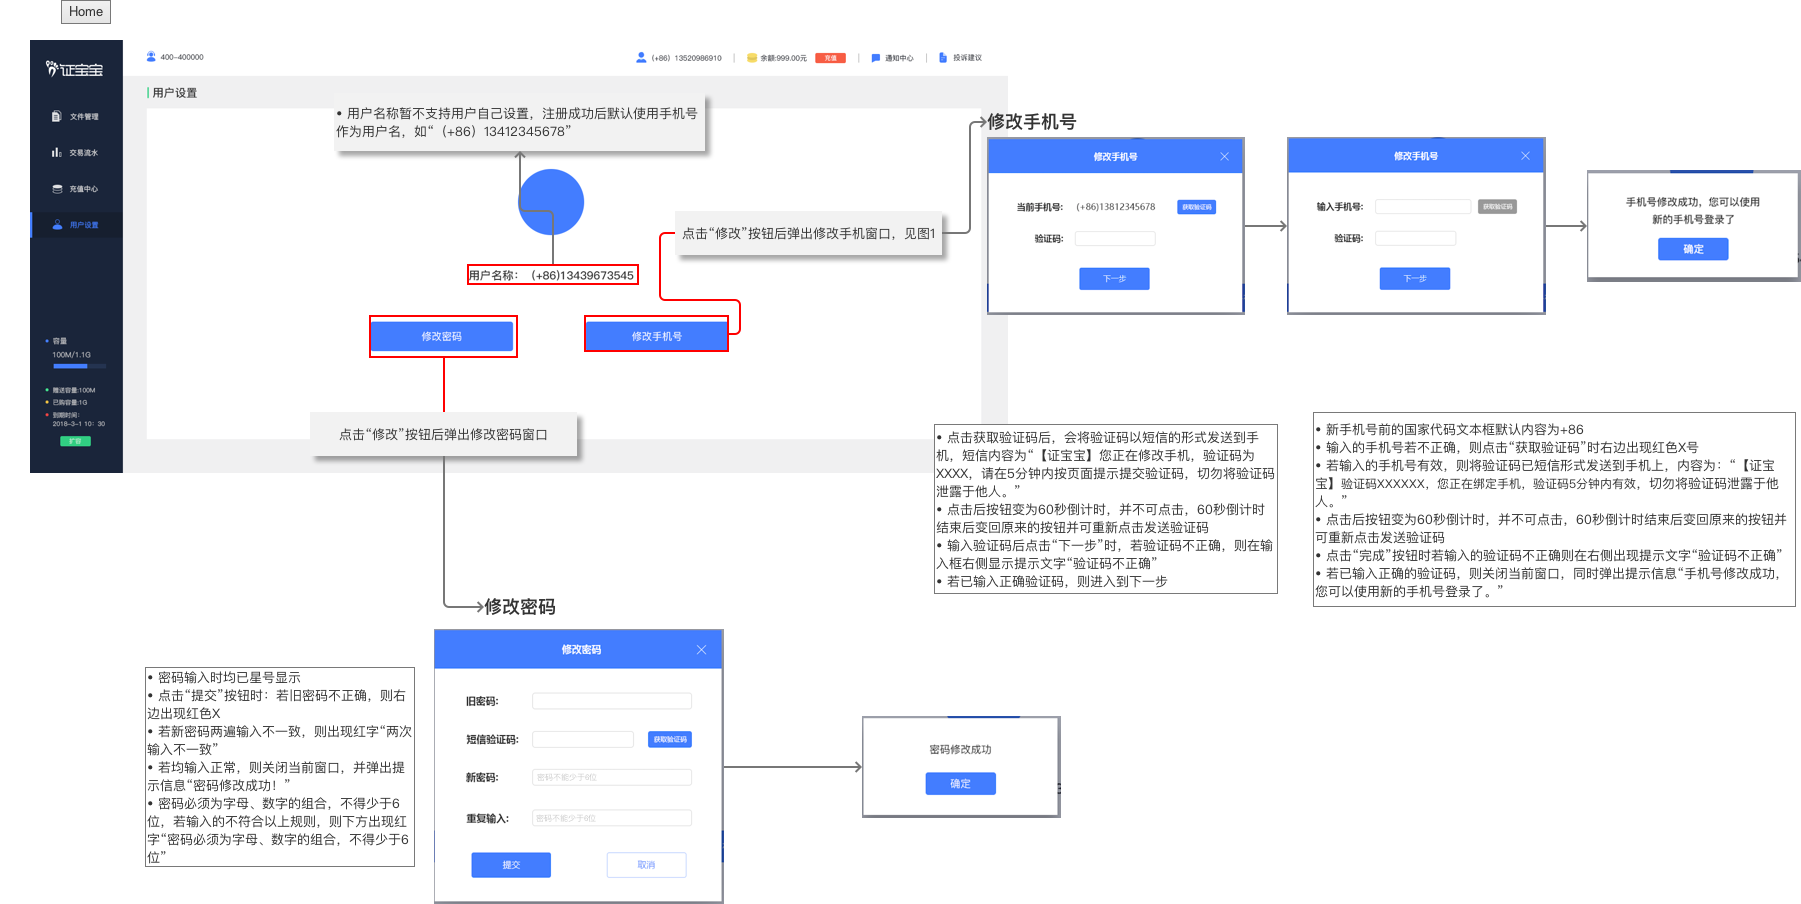 Home
证宝宝
400-400000
(+86) 13520986910
余额:999.00元
充值
通知中心
投诉建议
用户设置
文件管理
交易流水
充值中心
用户设置
• 用户名称暂不支持用户自己设置，注册成功后默认使用手机号
作为用户名，如“（+86）13412345678”
用户名称： (+86)13439673545
修改密码
修改手机号
点击“修改”按钮后弹出修改手机窗口，见图1
点击“修改”按钮后弹出修改密码窗口
容量
100M/1.1G
赠送容量:100M
已购容量:1G
到期时间：
2018-3-1 10：30
扩容
修改手机号
修改手机号
当前手机号:
(+86)13812345678
获取验证码
验证码:
下一步
修改手机号
输入手机号:
获取验证码
验证码:
下一步
手机号修改成功，您可以使用
新的手机号登录了
确定
• 点击获取验证码后，会将验证码以短信的形式发送到手
机，短信内容为“【证宝宝】您正在修改手机，验证码为
XXXX，请在5分钟内按页面提示提交验证码，切勿将验证码
泄露于他人。”
• 点击后按钮变为60秒倒计时，并不可点击，60秒倒计时
结束后变回原来的按钮并可重新点击发送验证码
• 输入验证码后点击“下一步”时，若验证码不正确，则在输
入框右侧显示提示文字“验证码不正确”
• 若已输入正确验证码，则进入到下一步
• 新手机号前的国家代码文本框默认内容为+86
• 输入的手机号若不正确，则点击“获取验证码”时右边出现红色X号
• 若输入的手机号有效，则将验证码已短信形式发送到手机上，内容为：“【证宝
宝】验证码XXXXXX，您正在绑定手机，验证码5分钟内有效，切勿将验证码泄露于他
人。”
• 点击后按钮变为60秒倒计时，并不可点击，60秒倒计时结束后变回原来的按钮并
可重新点击发送验证码
• 点击“完成”按钮时若输入的验证码不正确则在右侧出现提示文字“验证码不正确”
• 若已输入正确的验证码，则关闭当前窗口，同时弹出提示信息“手机号修改成功，
您可以使用新的手机号登录了。”
修改密码
修改密码
旧密码:
短信验证码:
获取验证码
新密码:
密码不能少于6位
重复输入:
密码不能少于6位
提交
取消
密码修改成功
确定
• 密码输入时均已星号显示
• 点击“提交”按钮时：若旧密码不正确，则右
边出现红色X
• 若新密码两遍输入不一致，则出现红字“两次
输入不一致”
• 若均输入正常，则关闭当前窗口，并弹出提
示信息“密码修改成功！”
• 密码必须为字母、数字的组合，不得少于6
位，若输入的不符合以上规则，则下方出现红
字“密码必须为字母、数字的组合，不得少于6
位”